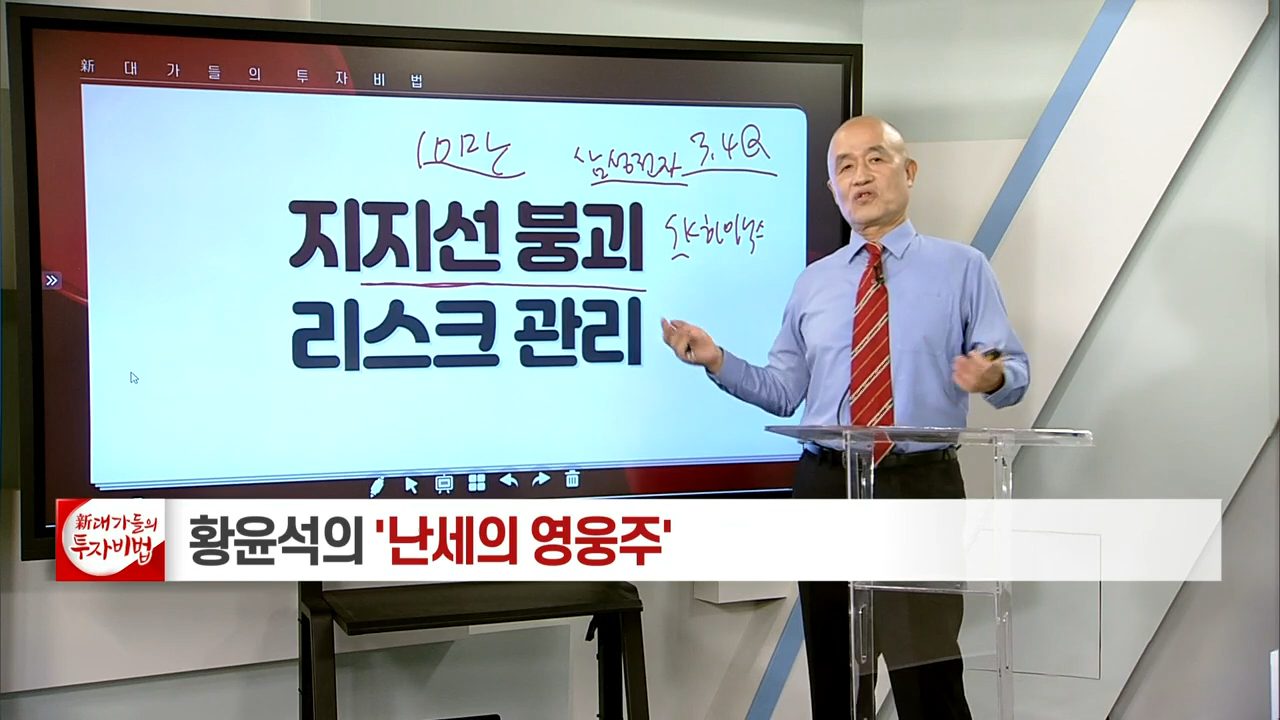 新대가들의투자비법
삼성전자 3.4Q
지지선 붕괴
SK하이닉스
리스크 관리
新대가들의
투자비법
황윤석의 '난세의 영웅주'